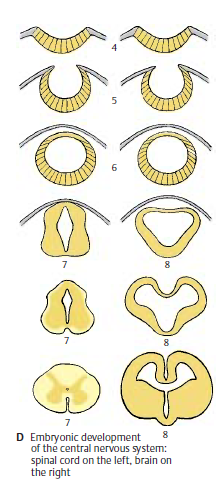 4
5
6
7 8
7 8
7 8
D Embryonic development
of the central nervous system:
spinal cord on the left, brain on
the right